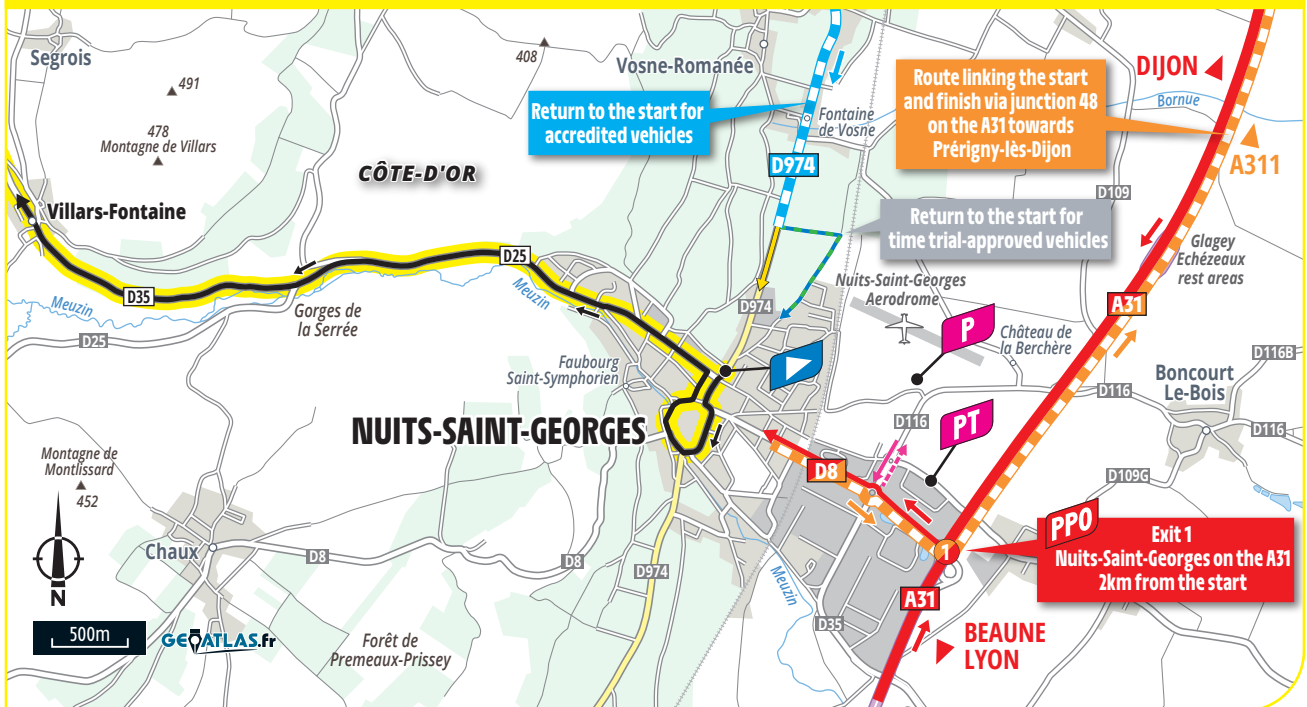 Segrois
491
408
Vosne-Romanée
478
Montagne de Villars
CÔTE-D'OR
Return to the start for
accredited vehicles
Fontaine
de Vosne
D974
Route linking the start
and finish via junction 48
on the A31 towards
Prérigny-lès-Dijon
DIJON
Bornue
A311
D109
Villars-Fontaine
Return to the start for
time trial-approved vehicles
Glagey
Echézeaux
rest areas
D25
D35
Meuzin
Meuzin
Gorges de
la Serrée
D25
D974
Nuits-Saint-Georges
Aerodrome
A31
P
Château de
la Berchère
D116B
Faubourg
Saint-Symphorien
D116
Boncourt
Le-Bois
D116
D116
NUITS-SAINT-GEORGES
PT
D8
D109G
Montagne de
Montlissard
452
N
500m
GEOATLAS.fr
Chaux
D8
D8
D974
Forêt de
Premeaux-Prissey
Meuzin
D35
1
PPO
Exit 1
Nuits-Saint-Georges on the A31
2km from the start
A31
BEAUNE
LYON